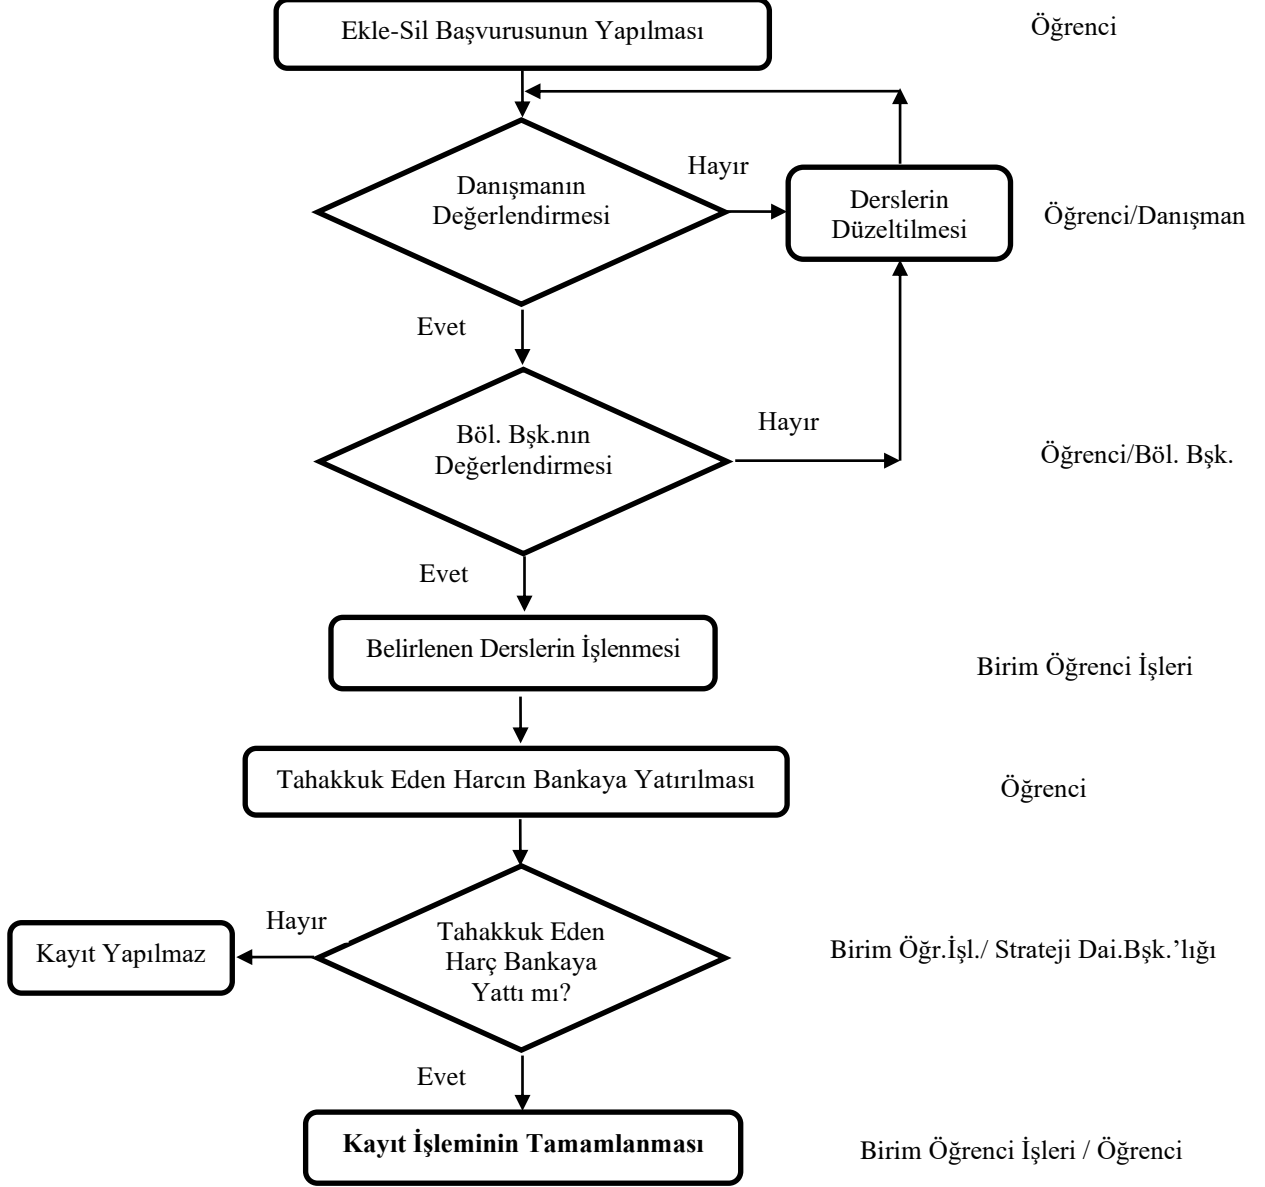 Ekle-Sil Başvurusunun Yapılması
Öğrenci
Hayır
Danışmanın
Değerlendirmesi
Derslerin
Düzeltilmesi
Öğrenci/Danışman
Evet
Hayır
Böl. Bşk.nın
Değerlendirmesi
Öğrenci/Böl. Bşk.
Evet
Belirlenen Derslerin İşlenmesi
Birim Öğrenci İşleri
Tahakkuk Eden Harcın Bankaya Yatırılması
Öğrenci
Hayır
Kayıt Yapılmaz
Tahakkuk Eden
Harç Bankaya
Yattı mı?
Birim Öğr.İşl./ Strateji Dai.Bşk.’lığı
Evet
Kayıt İşleminin Tamamlanması
Birim Öğrenci İşleri / Öğrenci